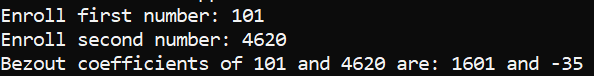 Enroll first number: 101
Enroll second number: 4620
Bezout coefficients of 101 and 4620 are: 1601 and -35